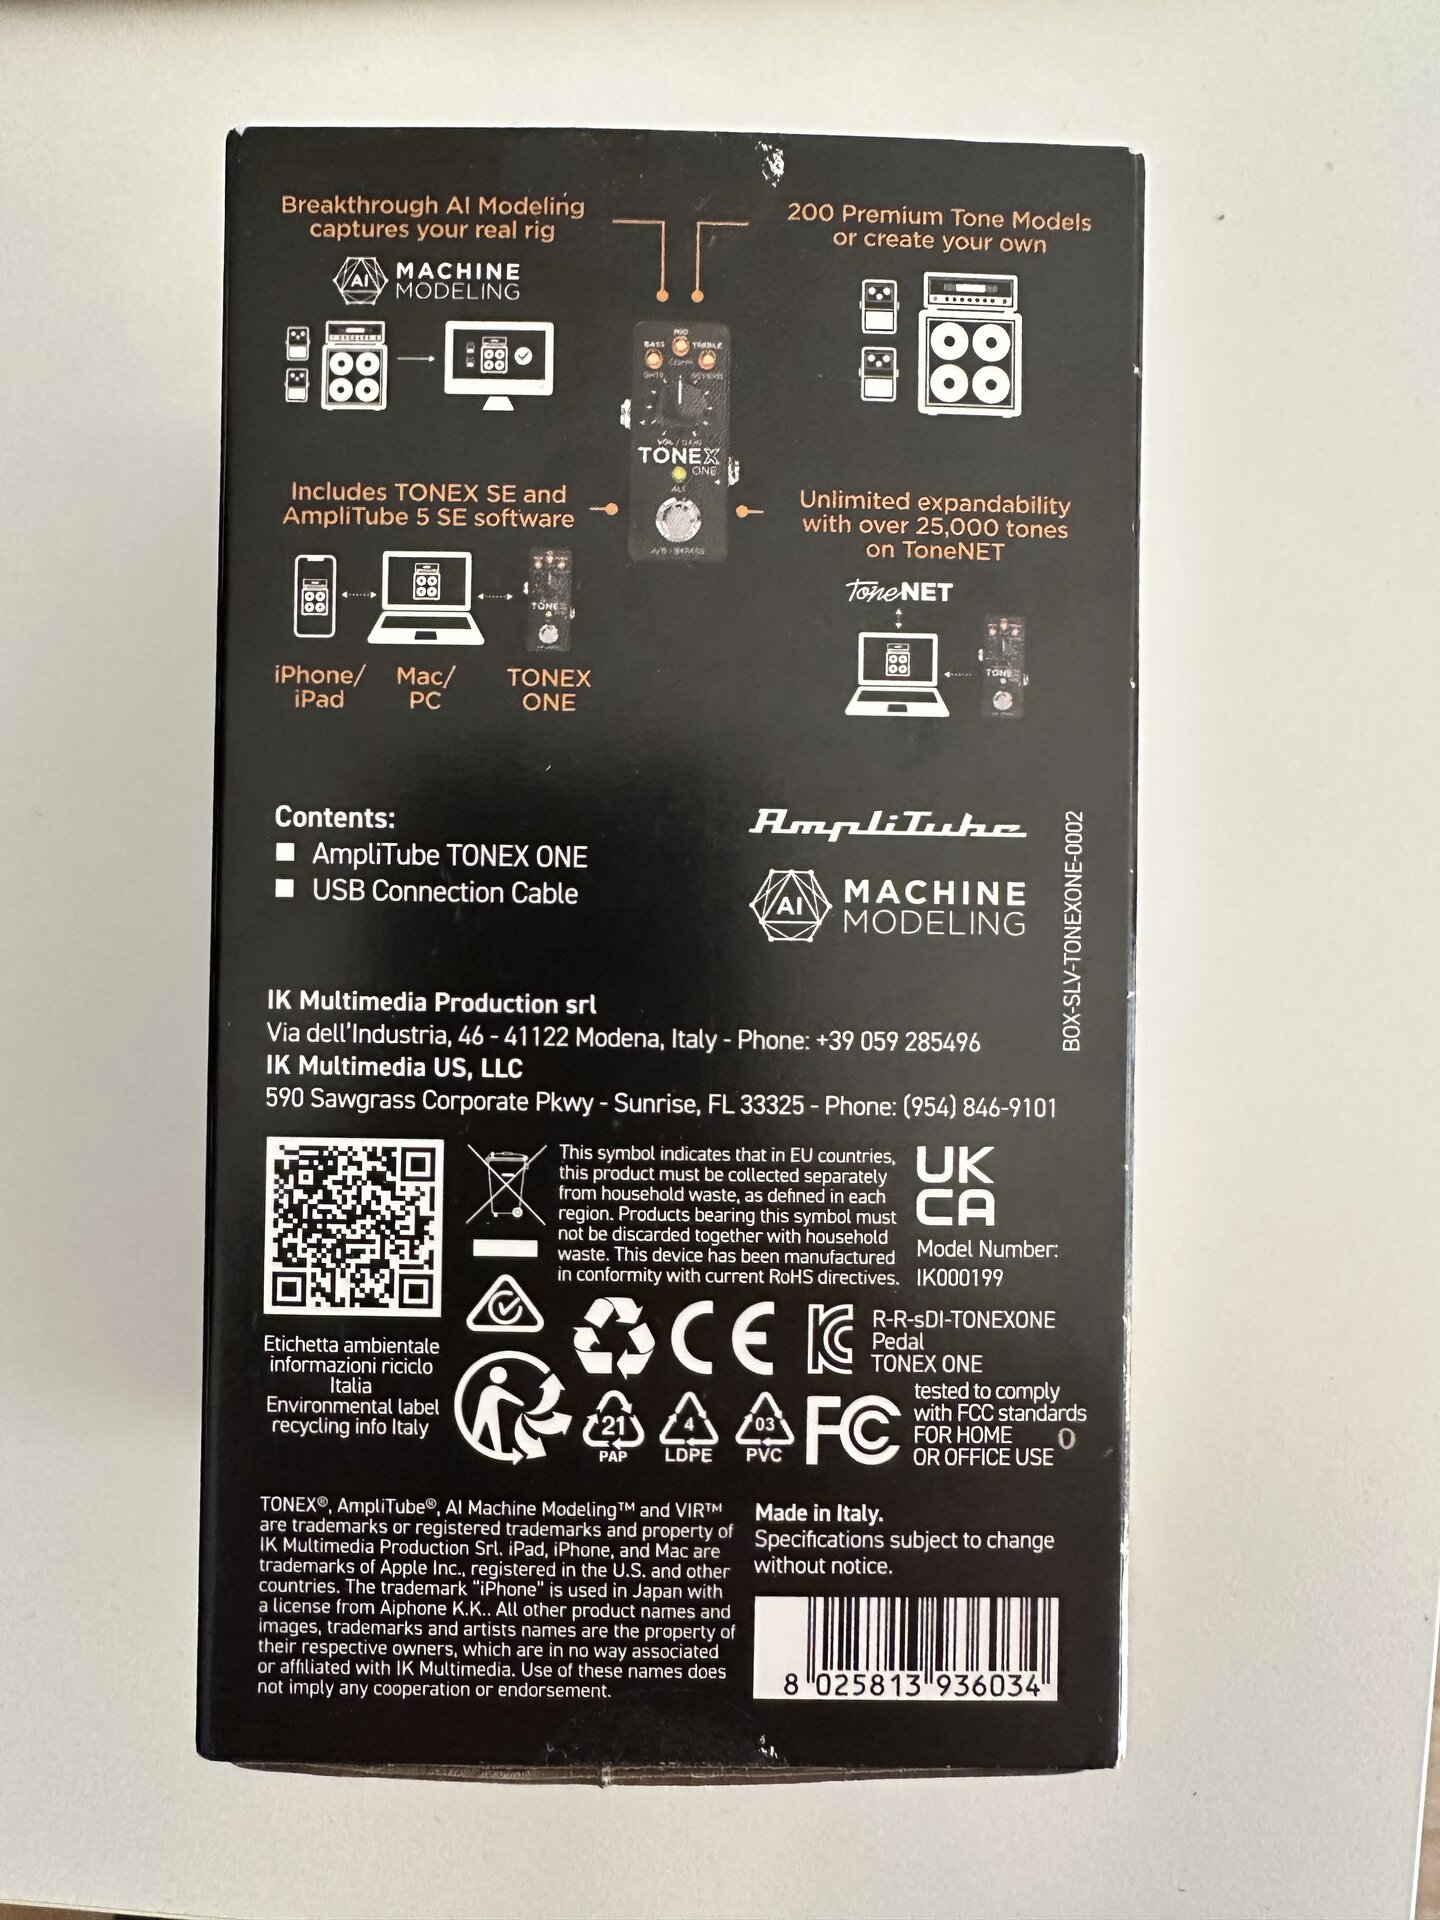 Breakthrough AI Modeling
captures your real rig
AI MACHINE
MODELING
200 Premium Tone Models
or create your own
BASS MID TREBLE
TONEX
ONE
Includes TONEX SE and
AmpliTube 5 SE software
iPhone/
iPad
Mac/
PC
TONEX
ONE
Unlimited expandability
with over 25,000 tones
on ToneNET
ToneNET
Contents:
AmpliTube TONEX ONE
USB Connection Cable
AmpliTube
AI MACHINE
MODELING
BOX-SLV-TONEXONE-0002
IK Multimedia Production srl
Via dell'Industria, 46 - 41122 Modena, Italy - Phone: +39 059 285496
IK Multimedia US, LLC
590 Sawgrass Corporate Pkwy - Sunrise, FL 33325 - Phone: (954) 846-9101
Etichetta ambientale
informazioni riciclo
Italia
Environmental label
recycling info Italy
This symbol indicates that in EU countries,
this product must be collected separately
from household waste, as defined in each
region. Products bearing this symbol must
not be discarded together with household
waste. This device has been manufactured
in conformity with current RoHS directives.
UK
CA
Model Number:
IK000199
CE
R-R-sDI-TONEXONE
Pedal
TONEX ONE
21
PAP
4
LDPE
03
PVC
FC
tested to comply
with FCC standards
FOR HOME
OR OFFICE USE
TONEX®, AmpliTube®, AI Machine Modeling™ and VIR™
are trademarks or registered trademarks and property of
IK Multimedia Production Srl. iPad, iPhone, and Mac are
trademarks of Apple Inc., registered in the U.S. and other
countries. The trademark "iPhone" is used in Japan with
a license from Aiphone K.K.. All other product names and
images, trademarks and artists names are the property of
their respective owners, which are in no way associated
or affiliated with IK Multimedia. Use of these names does
not imply any cooperation or endorsement.
Made in Italy.
Specifications subject to change
without notice.
8 025813 936034